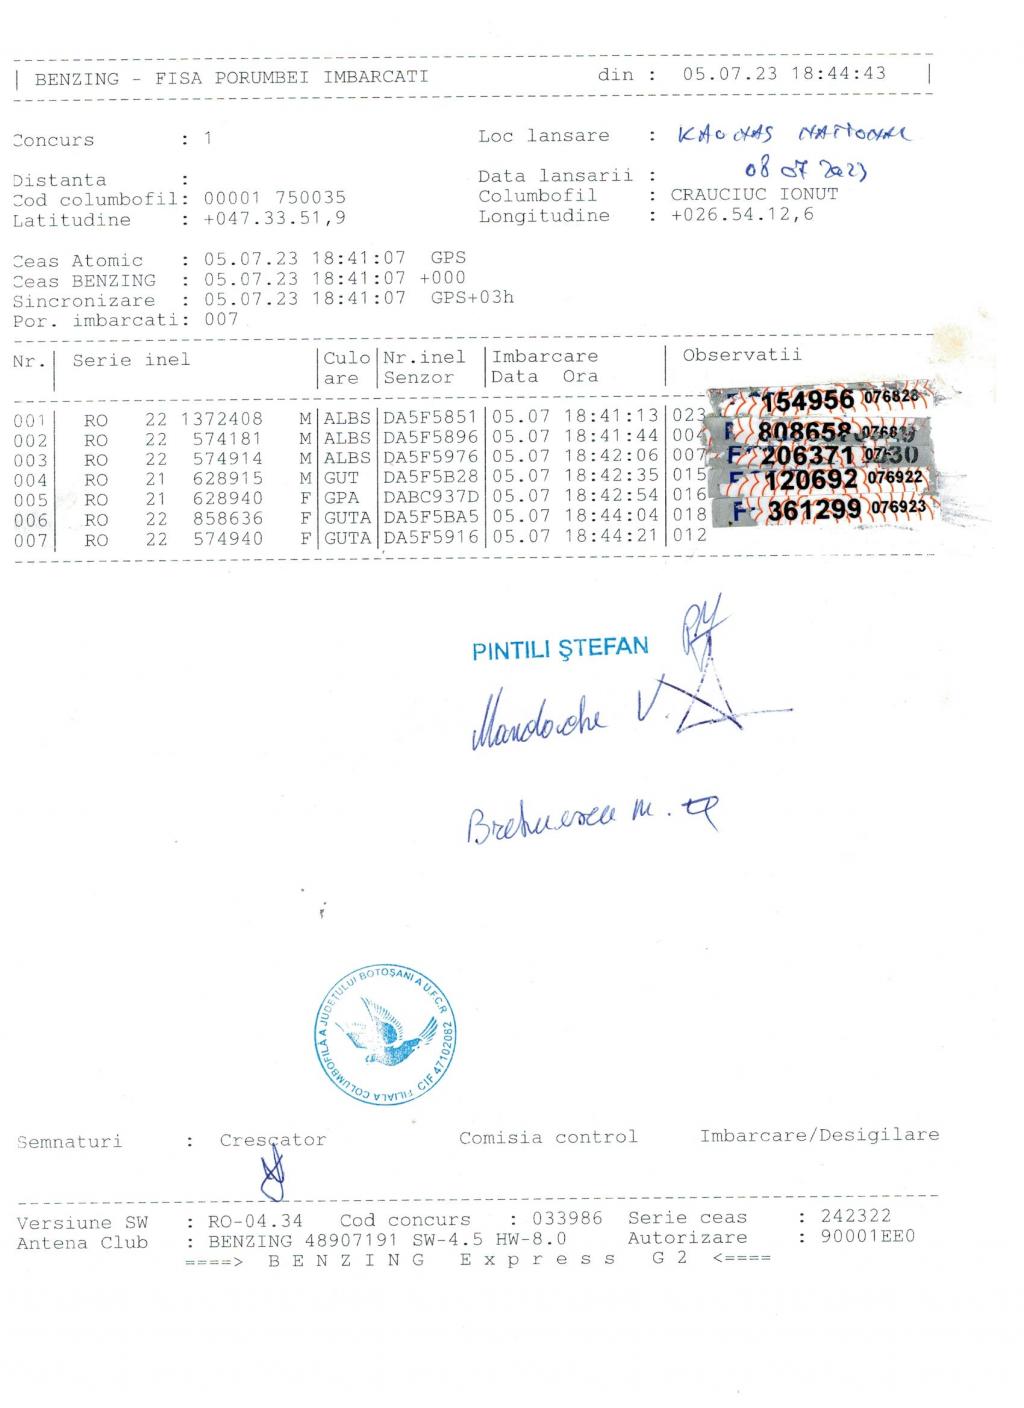 BENZING - FISA PORUMBEI IMBARCATI din : 05.07.23 18:44:43
Concurs : 1 Loc lansare : KAUNAS NATIONAL
Distanta : Data lansarii : 08 07 2023
Cod columbofil: 00001 750035 Columbofil : CRAUCIUC IONUT
Latitudine : +047.33.51,9 Longitudine : +026.54.12,6
Ceas Atomic : 05.07.23 18:41:07 GPS
Ceas BENZING : 05.07.23 18:41:07 +000
Sincronizare : 05.07.23 18:41:07 GPS+03h
Por. imbarcati: 007
Nr. Serie inel Culo Nr.inel Imbarcare Observatii
are Senzor Data Ora
001 RO 22 1372408 M ALBS DA5F5851 05.07 18:41:13 023 154956 076828
002 RO 22 574181 M ALBS DA5F5896 05.07 18:41:44 004 808658
003 RO 22 574914 M ALBS DA5F5976 05.07 18:42:06 007 F 206371
004 RO 21 628915 M GUT DA5F5B28 05.07 18:42:35 015 120692 076922
005 RO 21 628940 F GPA DABC937D 05.07 18:42:54 016 F 361299 076923
006 RO 22 858636 F GUTA DA5F5BA5 05.07 18:44:04 018
007 RO 22 574940 F GUTA DA5F5916 05.07 18:44:21 012
PINTILI ŞTEFAN
Mandache V.
M.
FILIALA COLUMBOFILĂ A JUDEŢULUI BOTOŞANI A U.F.C.R CIF 47102082
Semnaturi : Crescator Comisia control Imbarcare/Desigilare
Versiune SW : RO-04.34 Cod concurs : 033986 Serie ceas : 242322
Antena Club : BENZING 48907191 SW-4.5 HW-8.0 Autorizare : 90001EE0
====> B E N Z I N G E x p r e s s G 2 <====